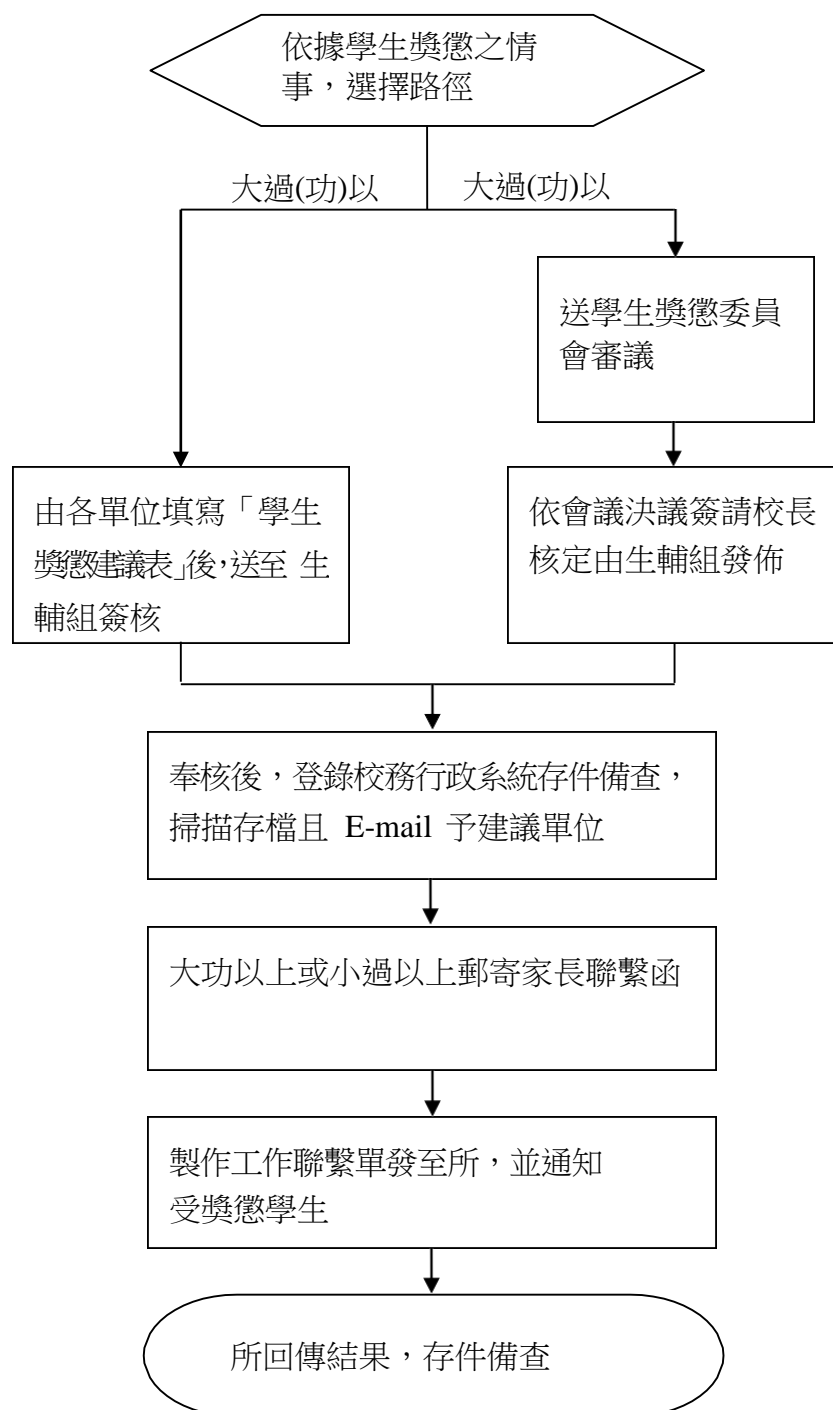 依據學生獎懲之情
事，選擇路徑
大過(功)以
大過(功)以
送學生獎懲委員
會審議
由各單位填寫「學生
獎懲建議表」後，送至 生
輔組簽核
依會議決議簽請校長
核定由生輔組發佈
奉核後，登錄校務行政系統存件備查，
掃描存檔且 E-mail 予建議單位
大功以上或小過以上郵寄家長聯繫函
製作工作聯繫單發至所，並通知
受獎懲學生
所回傳結果，存件備查